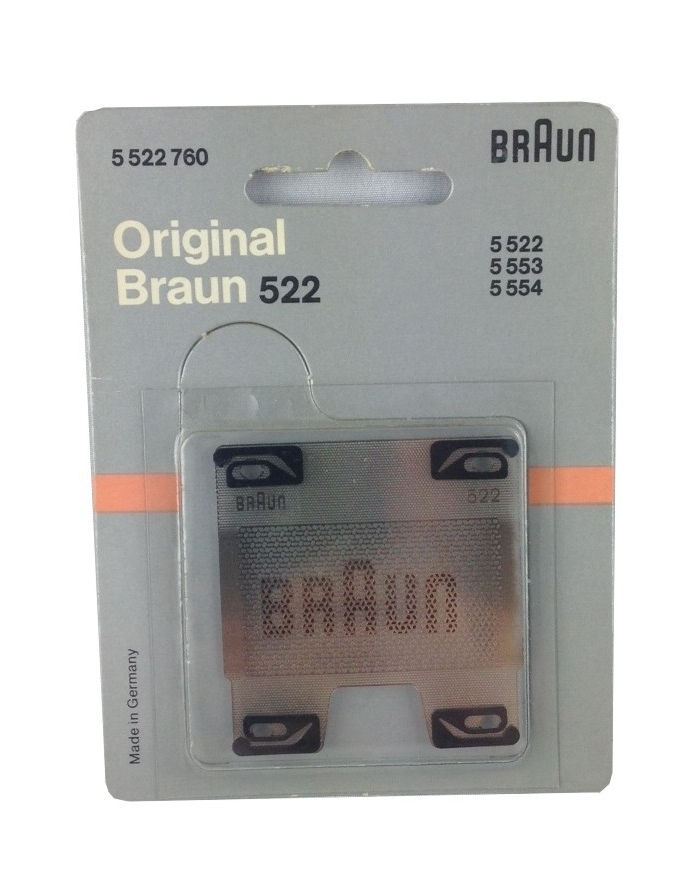 5 522 760
BRAUN
Original
Braun 522
5 522
5 553
5 554
BRAUN
522
BRAUN
Made in Germany